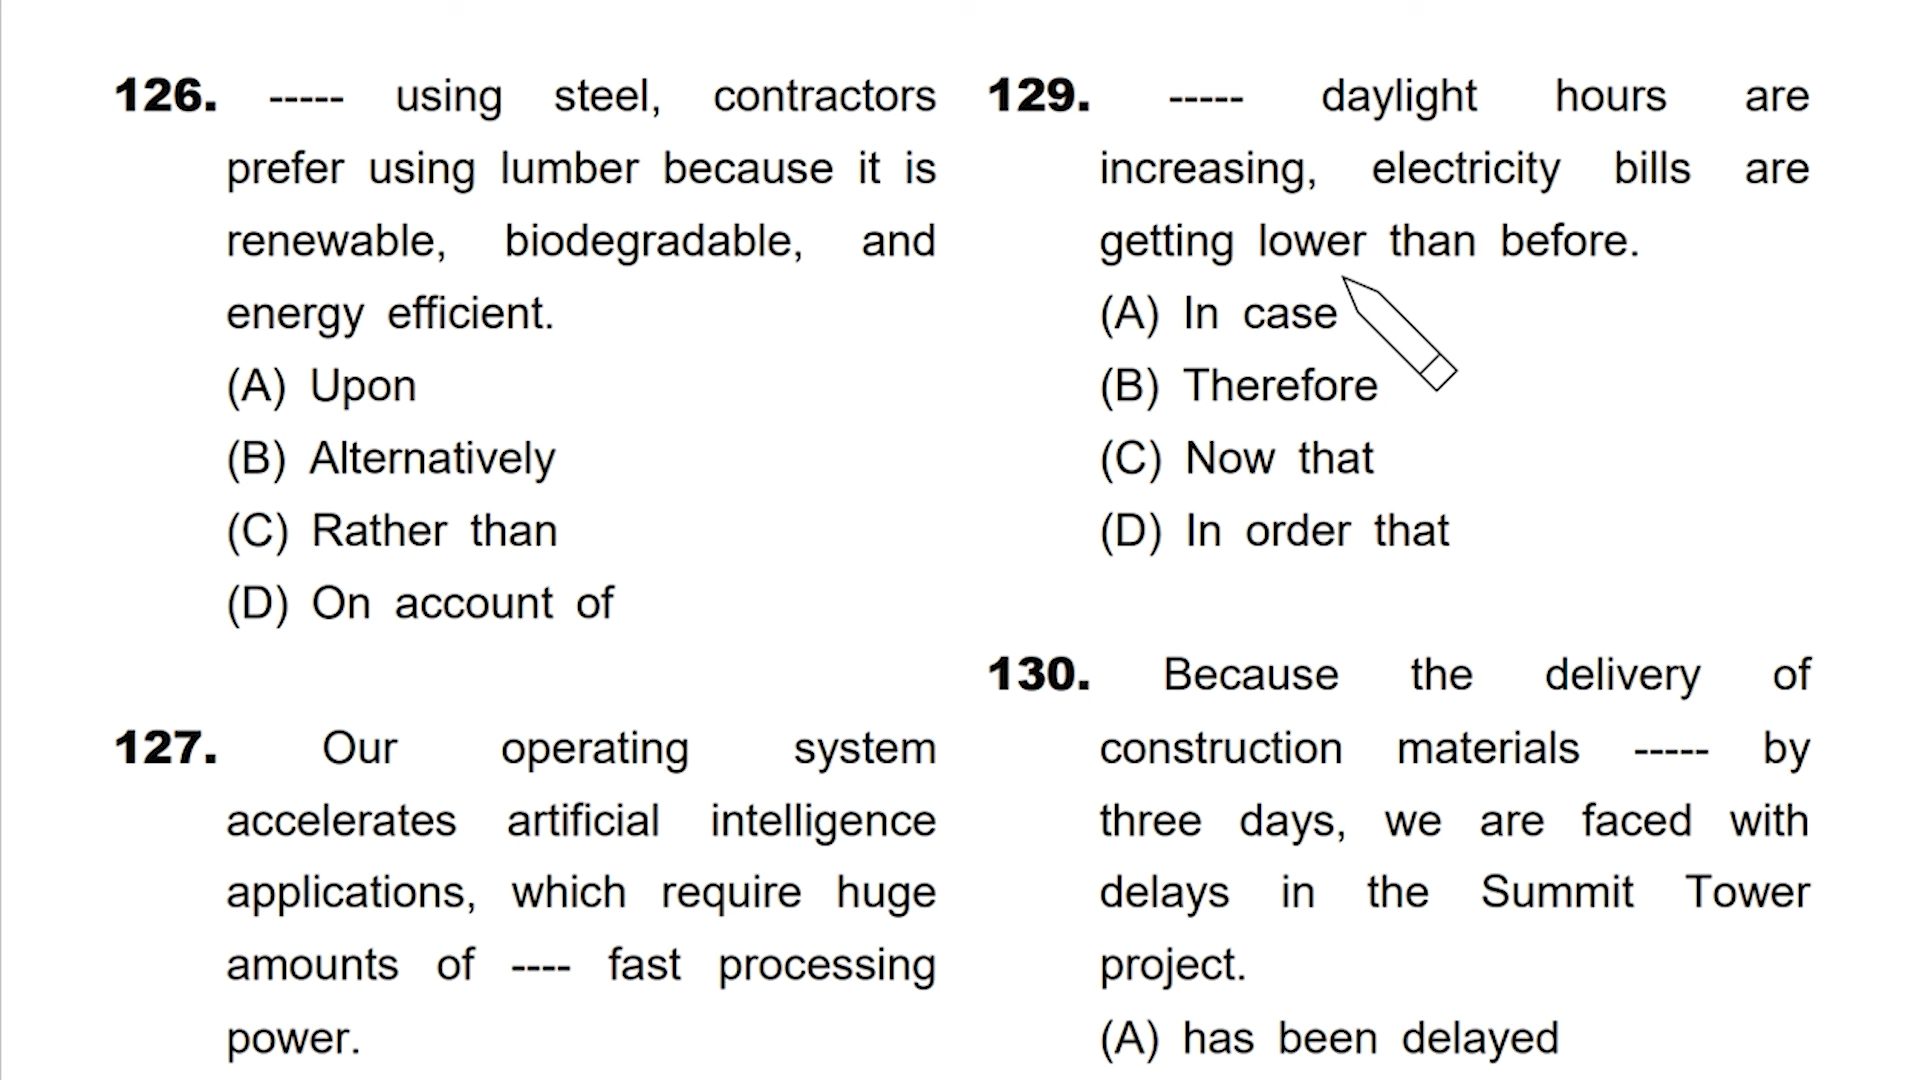 126. ----- using steel, contractors
prefer using lumber because it is
renewable, biodegradable, and
energy efficient.
(A) Upon
(B) Alternatively
(C) Rather than
(D) On account of
127. Our operating system
accelerates artificial intelligence
applications, which require huge
amounts of ---- fast processing
power.
129. ----- daylight hours are
increasing, electricity bills are
getting lower than before.
(A) In case
(B) Therefore
(C) Now that
(D) In order that
130. Because the delivery of
construction materials ----- by
three days, we are faced with
delays in the Summit Tower
project.
(A) has been delayed